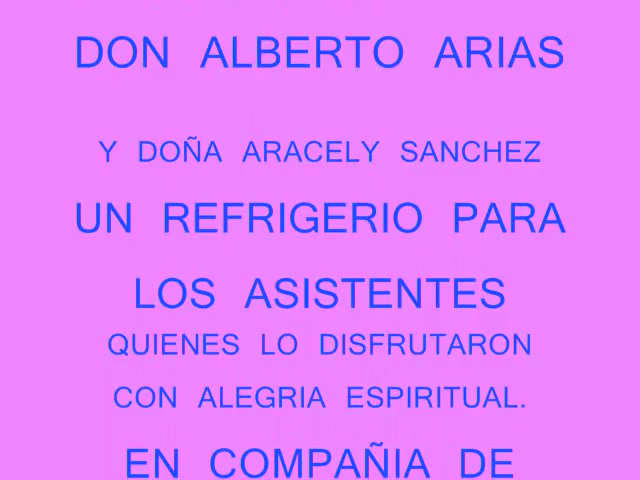 DON ALBERTO ARIAS
Y DOÑA ARACELY SANCHEZ
UN REFRIGERIO PARA
LOS ASISTENTES
QUIENES LO DISFRUTARON
CON ALEGRIA ESPIRITUAL.
EN COMPAÑIA DE